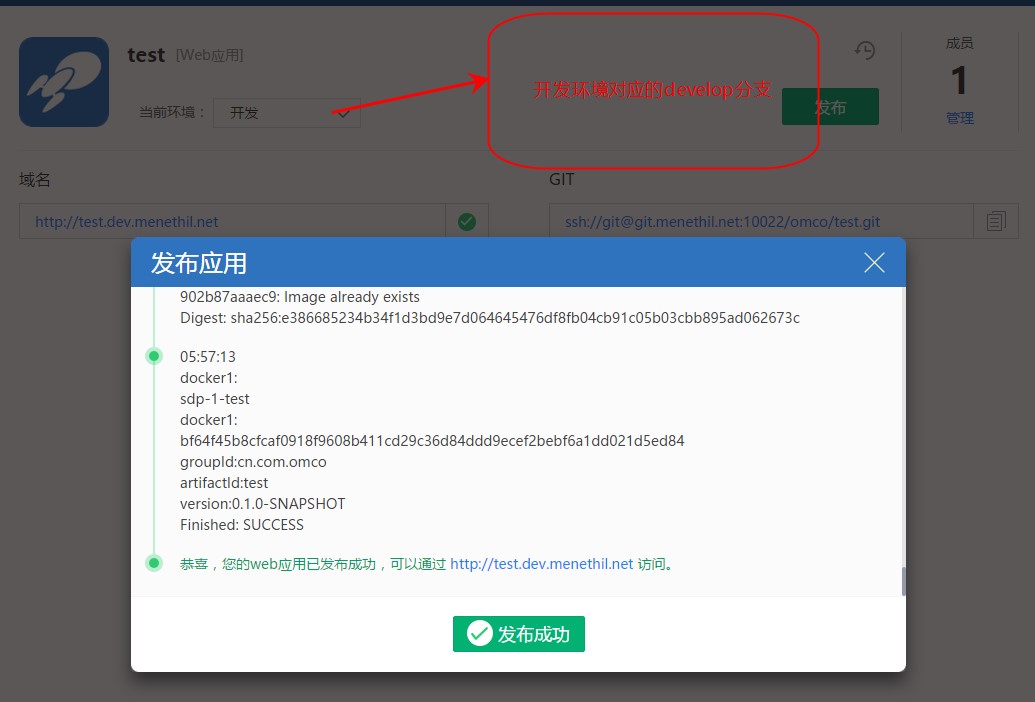 test [Web应用]
成员
1
管理
当前环境：
开发
开发环境对应的develop分支
发布
域名
GIT
http://test.dev.menethil.net
ssh://git@git.menethil.net:10022/omco/test.git
发布应用
902b87aaaec9: Image already exists
Digest: sha256:e386685234b34f1d3bd9e7d064645476df8fb04cb91c05b03cbb895ad062673c
05:57:13
docker1:
sdp-1-test
docker1:
bf64f45b8cfcaf0918f9608b411cd29c36d84ddd9ecef2bebf6a1dd021d5ed84
groupId:cn.com.omco
artifactId:test
version:0.1.0-SNAPSHOT
Finished: SUCCESS
恭喜，您的web应用已发布成功，可以通过 http://test.dev.menethil.net 访问。
发布成功